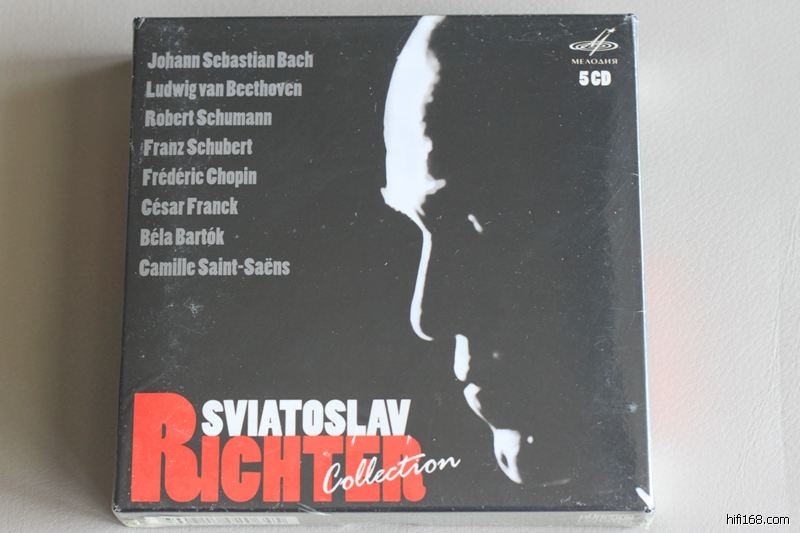 Johann Sebastian Bach
Ludwig van Beethoven
Robert Schumann
Franz Schubert
Frédéric Chopin
César Franck
Béla Bartók
Camille Saint-Saëns
МЕЛОДИЯ
5 CD
SVIATOSLAV
RICHTER
Collection
hifi168.com